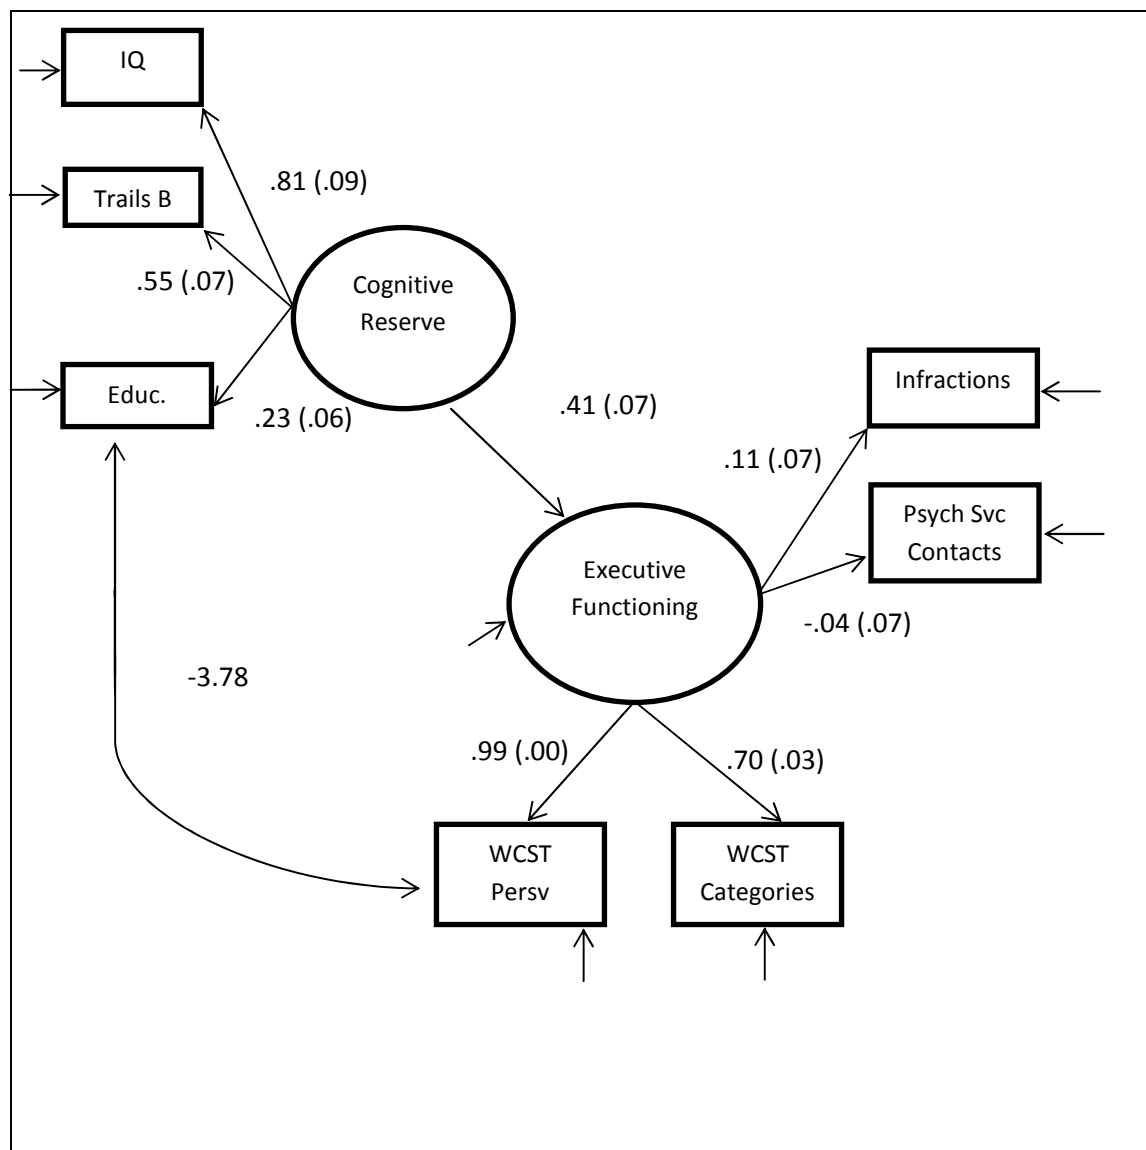 IQ
.81 (.09)
Trails B
.55 (.07)
Cognitive
Reserve
Educ.
.23 (.06)
.41 (.07)
Infractions
.11 (.07)
Psych Svc
Contacts
Executive
Functioning
-.04 (.07)
-3.78
.99 (.00)
.70 (.03)
WCST
Persv
WCST
Categories